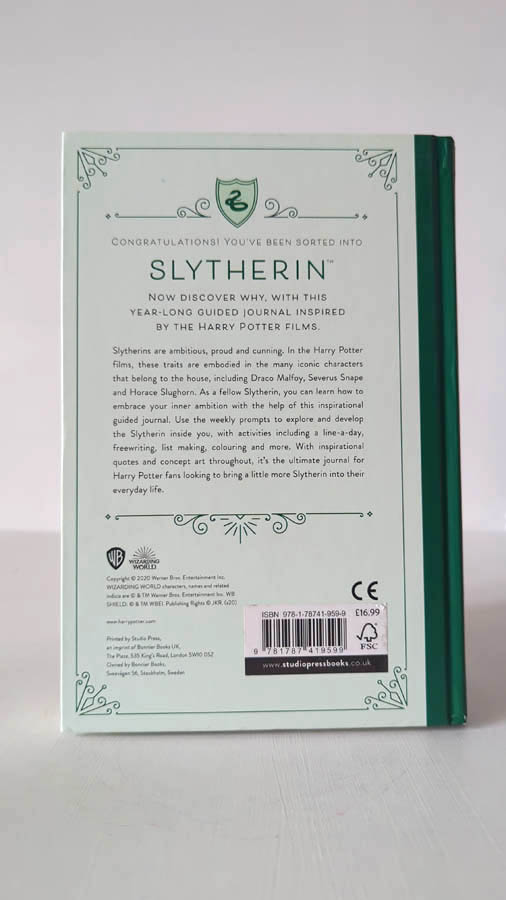 CONGRATULATIONS! YOU'VE BEEN SORTED INTO
SLYTHERIN™
NOW DISCOVER WHY, WITH THIS
YEAR-LONG GUIDED JOURNAL INSPIRED
BY THE HARRY POTTER FILMS.
Slytherins are ambitious, proud and cunning. In the Harry Potter
films, these traits are embodied in the many iconic characters
that belong to the house, including Draco Malfoy, Severus Snape
and Horace Slughorn. As a fellow Slytherin, you can learn how to
embrace your inner ambition with the help of this inspirational
guided journal. Use the weekly prompts to explore and develop
the Slytherin inside you, with activities including a line-a-day,
freewriting, list making, colouring and more. With inspirational
quotes and concept art throughout, it's the ultimate journal for
Harry Potter fans looking to bring a little more Slytherin into their
everyday life.
WB
WIZARDING
WORLD
Copyright © 2020 Warner Bros. Entertainment Inc.
WIZARDING WORLD characters, names and related
indicia are © & TM Warner Bros. Entertainment Inc. WB
SHIELD: © & TM WBEI. Publishing Rights © JKR. (s20)
www.harrypotter.com
Printed by Studio Press,
an imprint of Bonnier Books UK,
The Plaza, 535 King's Road, London SW10 0SZ
Owned by Bonnier Books,
Sveavägen 56, Stockholm, Sweden
CE
ISBN 978-1-78741-959-9 £16.99
9 781787 419599
FSC
www.studiopressbooks.co.uk